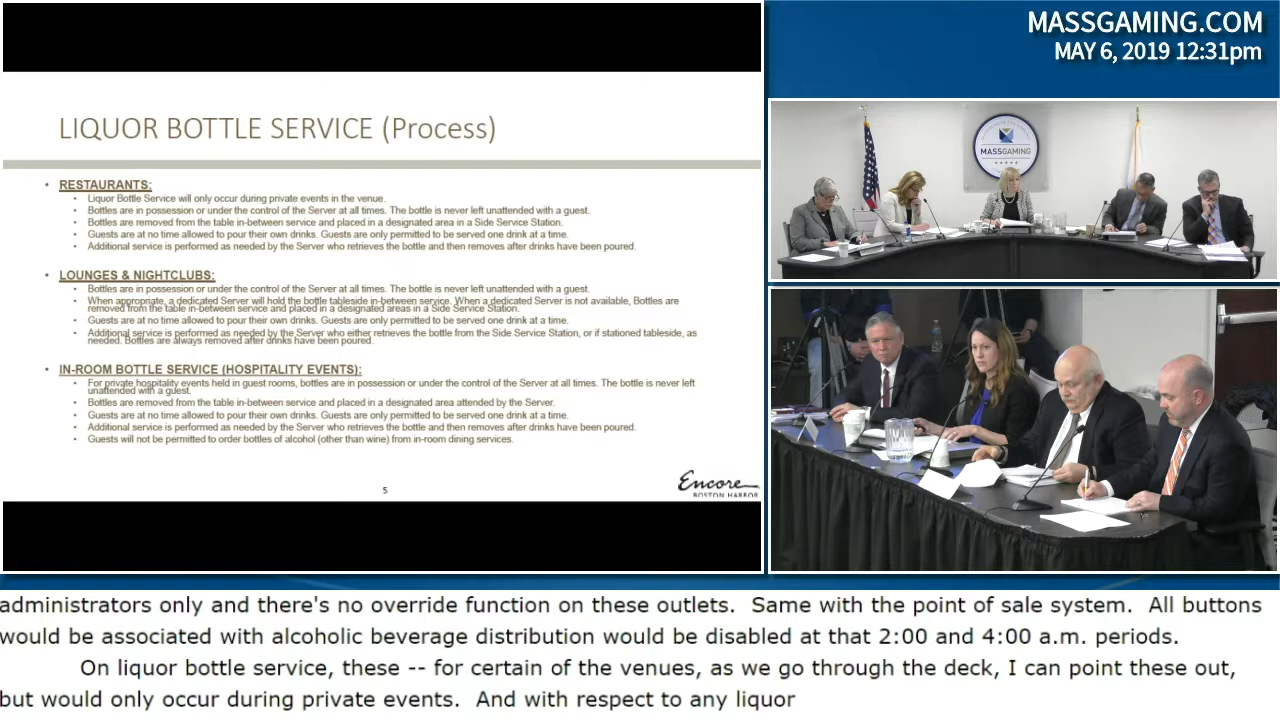 MASSGAMING.COM
MAY 6, 2019 12:31pm
LIQUOR BOTTLE SERVICE (Process)
• RESTAURANTS:
• Liquor Bottle Service will only occur during private events in the venue.
• Bottles are in possession or under the control of the Server at all times. The bottle is never left unattended with a guest.
• Bottles are removed from the table in-between service and placed in a designated area in a Side Service Station.
• Guests are at no time allowed to pour their own drinks. Guests are only permitted to be served one drink at a time.
• Additional service is performed as needed by the Server who retrieves the bottle and then removes after drinks have been poured.
• LOUNGES & NIGHTCLUBS:
• Bottles are in possession or under the control of the Server at all times. The bottle is never left unattended with a guest.
• When appropriate, a dedicated Server will hold the bottle tableside in-between service. When a dedicated Server is not available, Bottles are
removed from the table in-between service and placed in a designated areas in a Side Service Station.
• Guests are at no time allowed to pour their own drinks. Guests are only permitted to be served one drink at a time.
• Additional service is performed as needed by the Server who either retrieves the bottle from the Side Service Station, or if stationed tableside, as
needed. Bottles are always removed after drinks have been poured.
• IN-ROOM BOTTLE SERVICE (HOSPITALITY EVENTS):
• For private hospitality events held in guest rooms, bottles are in possession or under the control of the Server at all times. The bottle is never left
unattended with a guest.
• Bottles are removed from the table in-between service and placed in a designated area attended by the Server.
• Guests are at no time allowed to pour their own drinks. Guests are only permitted to be served one drink at a time.
• Additional service is performed as needed by the Server who retrieves the bottle and then removes after drinks have been poured.
• Guests will not be permitted to order bottles of alcohol (other than wine) from in-room dining services.
5
Encore
BOSTON HARBOR
MASSGAMING
administrators only and there's no override function on these outlets. Same with the point of sale system. All buttons
would be associated with alcoholic beverage distribution would be disabled at that 2:00 and 4:00 a.m. periods.
On liquor bottle service, these -- for certain of the venues, as we go through the deck, I can point these out,
but would only occur during private events. And with respect to any liquor